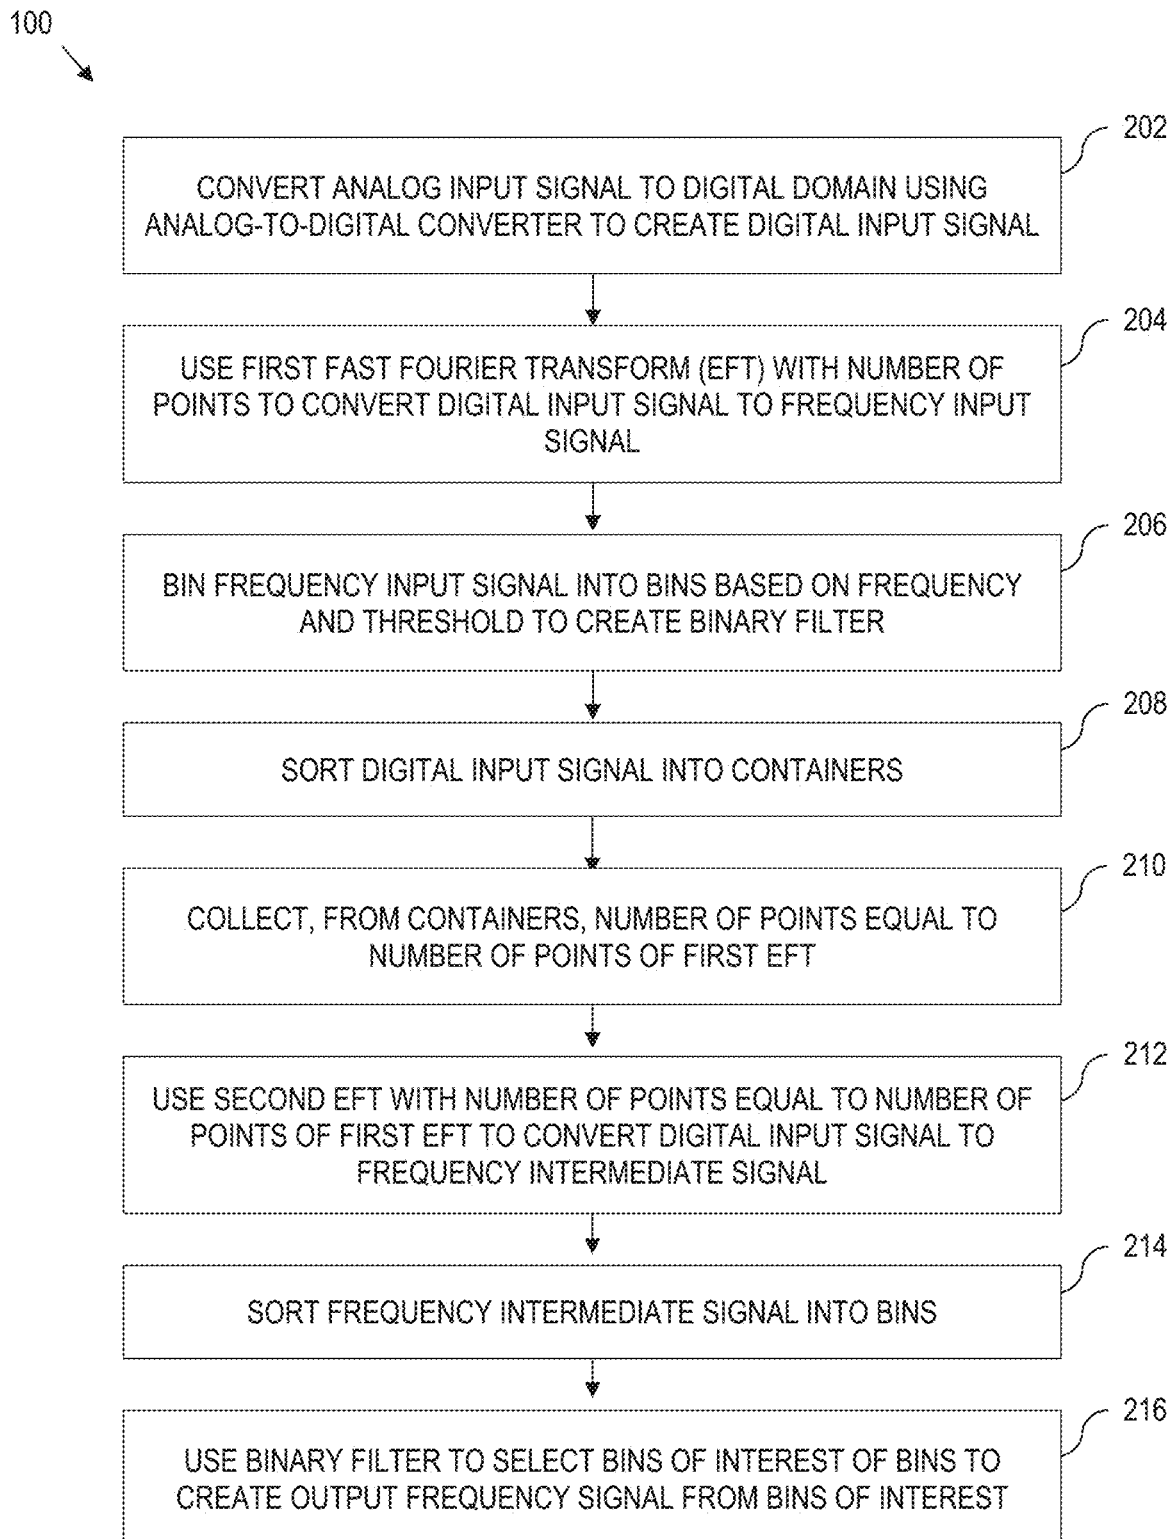 100
202
CONVERT ANALOG INPUT SIGNAL TO DIGITAL DOMAIN USING
ANALOG-TO-DIGITAL CONVERTER TO CREATE DIGITAL INPUT SIGNAL
204
USE FIRST FAST FOURIER TRANSFORM (EFT) WITH NUMBER OF
POINTS TO CONVERT DIGITAL INPUT SIGNAL TO FREQUENCY INPUT
SIGNAL
206
BIN FREQUENCY INPUT SIGNAL INTO BINS BASED ON FREQUENCY
AND THRESHOLD TO CREATE BINARY FILTER
208
SORT DIGITAL INPUT SIGNAL INTO CONTAINERS
210
COLLECT, FROM CONTAINERS, NUMBER OF POINTS EQUAL TO
NUMBER OF POINTS OF FIRST EFT
212
USE SECOND EFT WITH NUMBER OF POINTS EQUAL TO NUMBER OF
POINTS OF FIRST EFT TO CONVERT DIGITAL INPUT SIGNAL TO
FREQUENCY INTERMEDIATE SIGNAL
214
SORT FREQUENCY INTERMEDIATE SIGNAL INTO BINS
216
USE BINARY FILTER TO SELECT BINS OF INTEREST OF BINS TO
CREATE OUTPUT FREQUENCY SIGNAL FROM BINS OF INTEREST